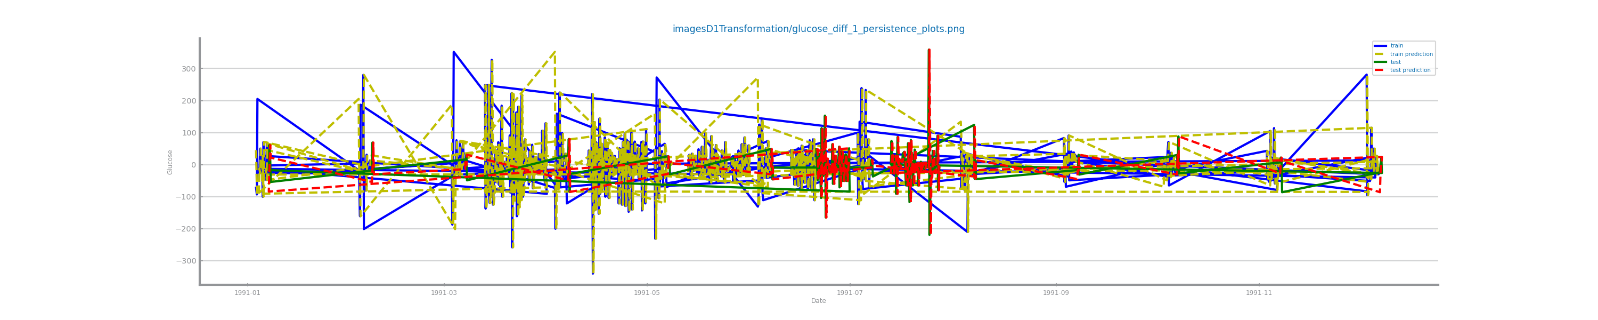 imagesD1Transformation/glucose_diff_1_persistence_plots.png
train
train prediction
test
test prediction
300
200
100
0
−100
−200
−300
Glucose
1991-01
1991-03
1991-05
1991-07
1991-09
1991-11
Date